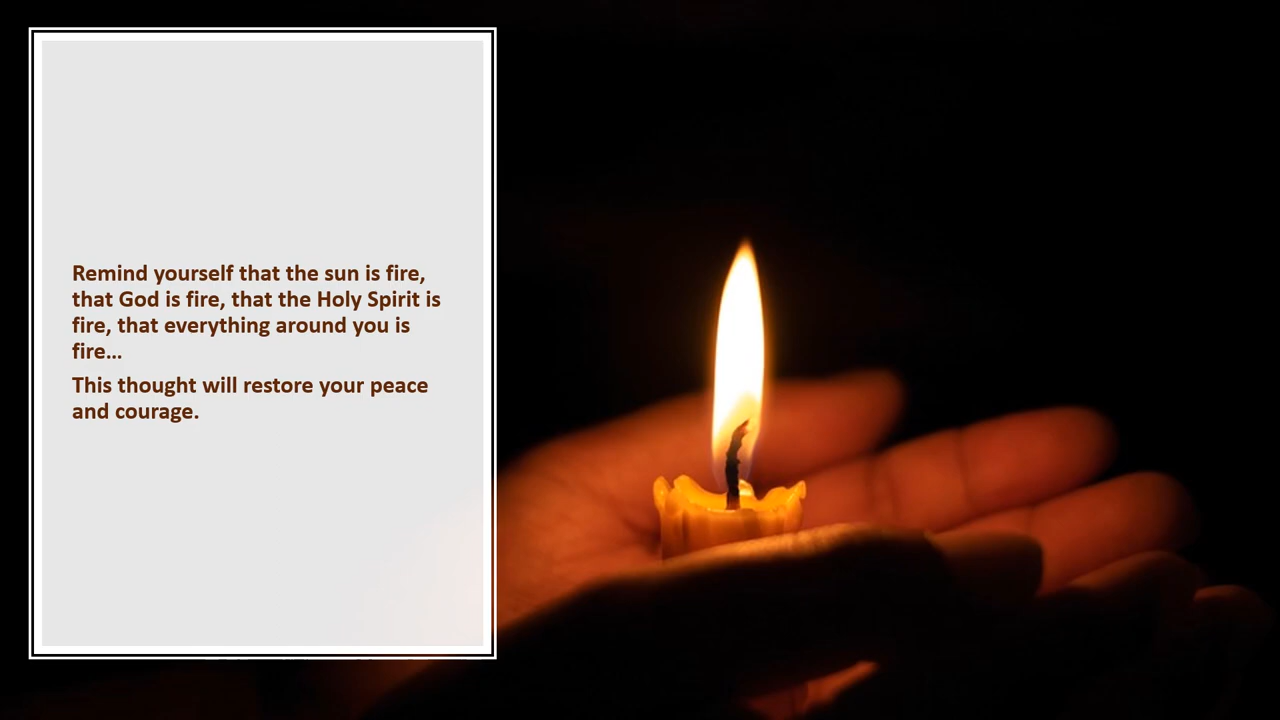 Remind yourself that the sun is fire,
that God is fire, that the Holy Spirit is
fire, that everything around you is
fire...
This thought will restore your peace
and courage.